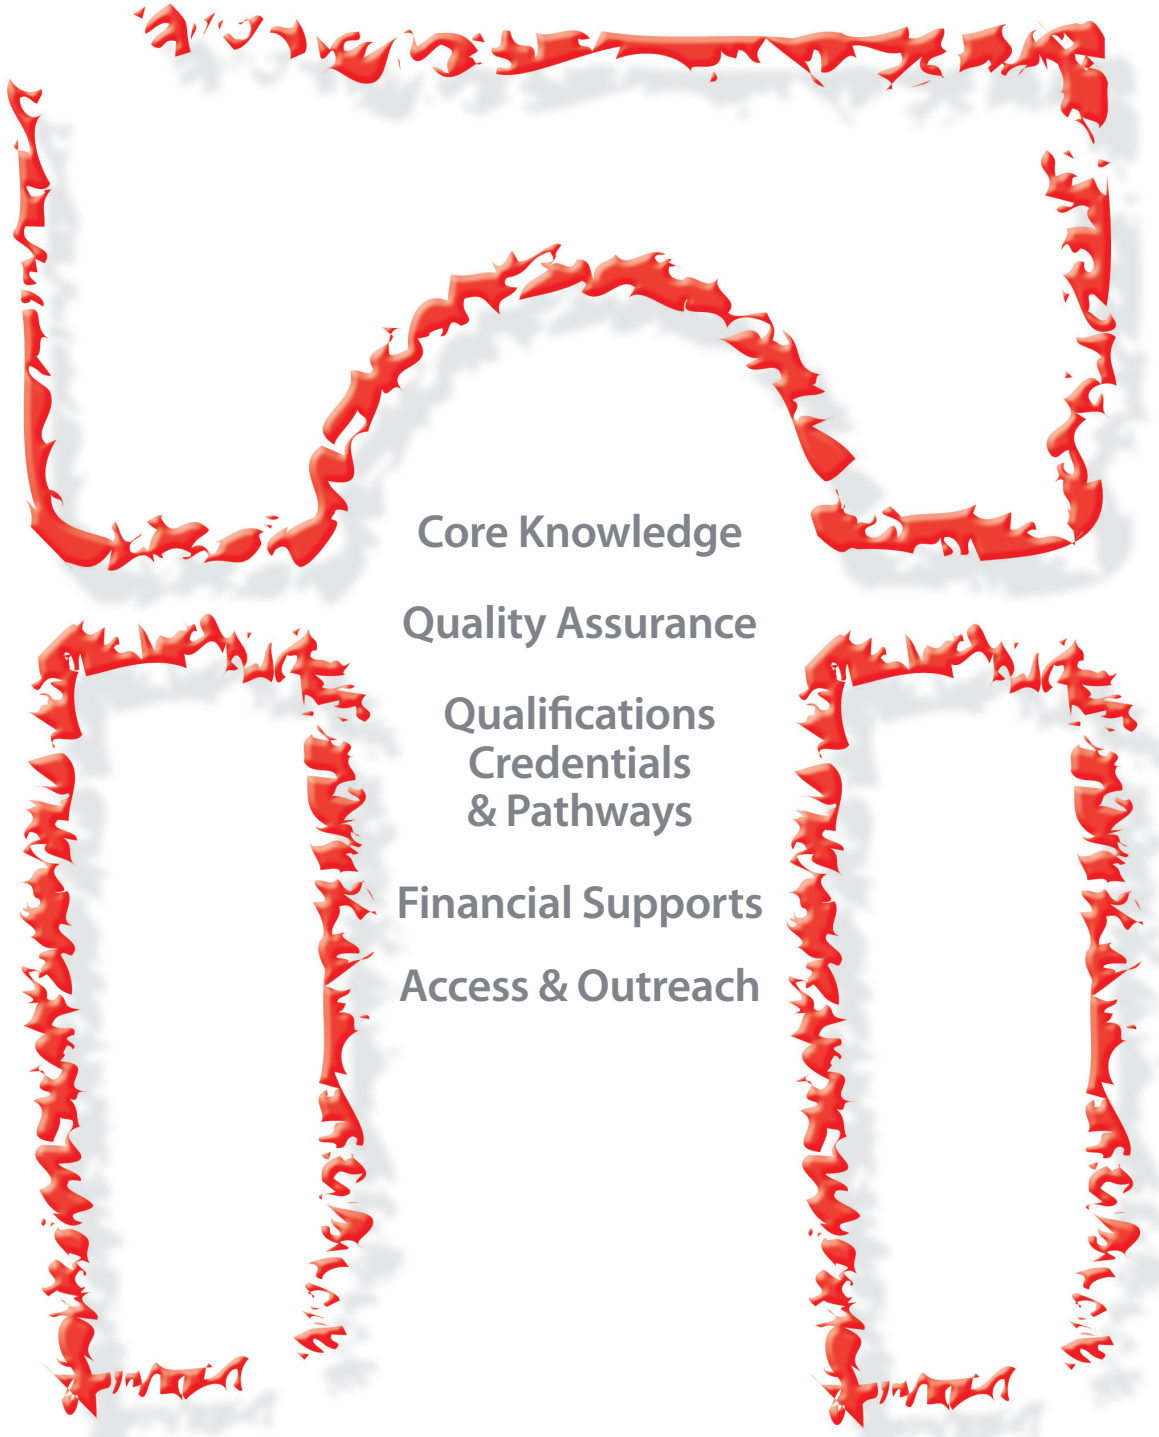 Core Knowledge
Quality Assurance
Qualifications
Credentials
& Pathways
Financial Supports
Access & Outreach